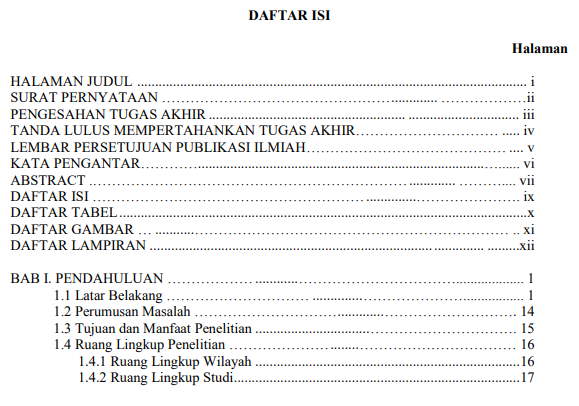 DAFTAR ISI
Halaman
HALAMAN JUDUL ........................................................................................................ i
SURAT PERNYATAAN ……………………………………............. ……………………ii
PENGESAHAN TUGAS AKHIR ..................................................... ............................... iii
TANDA LULUS MEMPERTAHANKAN TUGAS AKHIR………………………… ..... iv
LEMBAR PERSETUJUAN PUBLIKASI ILMIAH………………………………… .... v
KATA PENGANTAR…………...................................................................................... vi
ABSTRACT ………………………………………………… ............. ………..... vii
DAFTAR ISI ………………………………………...............……………………… ix
DAFTAR TABEL.............................................................................................................x
DAFTAR GAMBAR … ...........…………………………………………… .. ..... xi
DAFTAR LAMPIRAN ............................................................................ .............. ..........xii
BAB I. PENDAHULUAN ……………… ............…………………………................... 1
1.1 Latar Belakang ………………………… ..............……………................... 1
1.2 Perumusan Masalah ………………………..............…………………………… 14
1.3 Tujuan dan Manfaat Penelitian ...............................………………………… 15
1.4 Ruang Lingkup Penelitian ………………… ........………………………… 16
1.4.1 Ruang Lingkup Wilayah .......................................................................16
1.4.2 Ruang Lingkup Studi............................................................................17